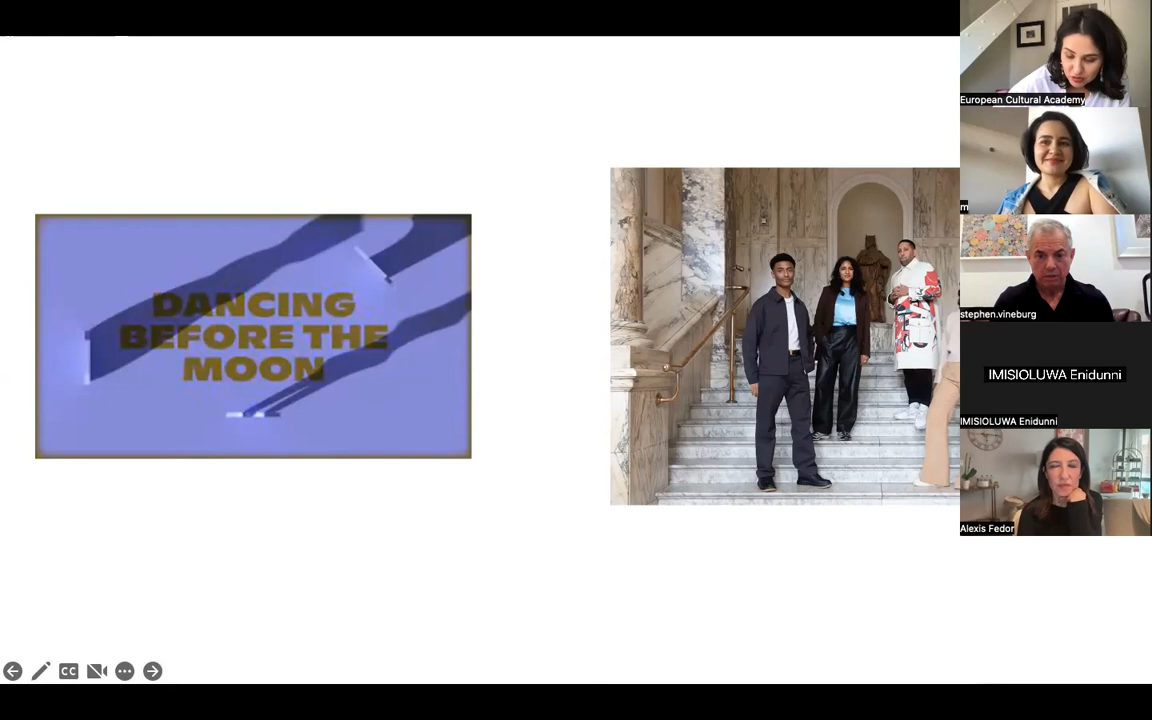 DANCING
BEFORE THE
MOON
European Cultural Academy
m
stephen.vineburg
IMISIOLUWA Enidunni
IMISIOLUWA Enidunni
Alexis Fedor
CC